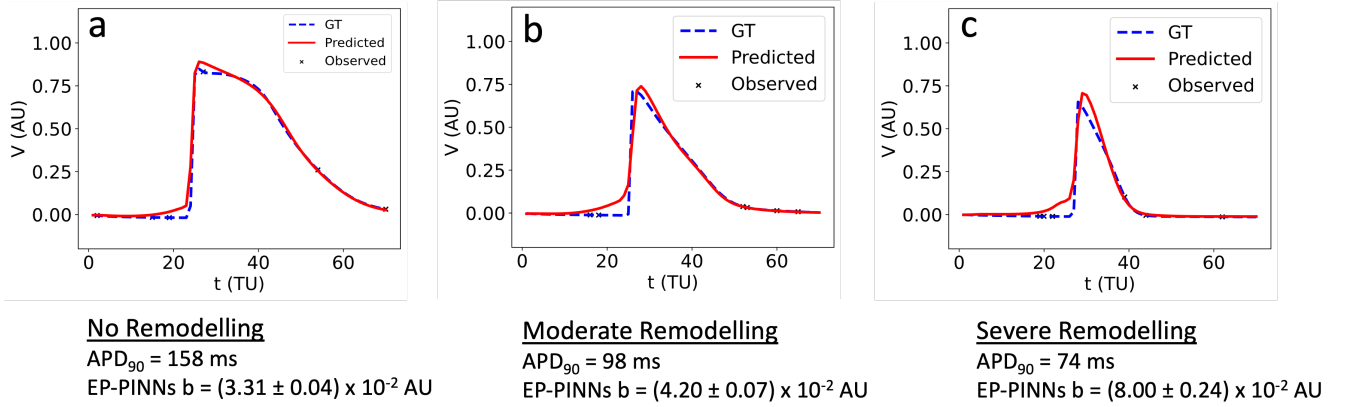 a
GT
Predicted
Observed
1.00
0.75
0.50
0.25
0.00
V (AU)
0
20
40
60
t (TU)
b
GT
Predicted
Observed
1.00
0.75
0.50
0.25
0.00
V (AU)
0
20
40
60
t (TU)
c
GT
Predicted
Observed
1.00
0.75
0.50
0.25
0.00
V (AU)
0
20
40
60
t (TU)
No Remodelling
APD90 = 158 ms
EP-PINNs b = (3.31 ± 0.04) x 10-2 AU
Moderate Remodelling
APD90 = 98 ms
EP-PINNs b = (4.20 ± 0.07) x 10-2 AU
Severe Remodelling
APD90 = 74 ms
EP-PINNs b = (8.00 ± 0.24) x 10-2 AU